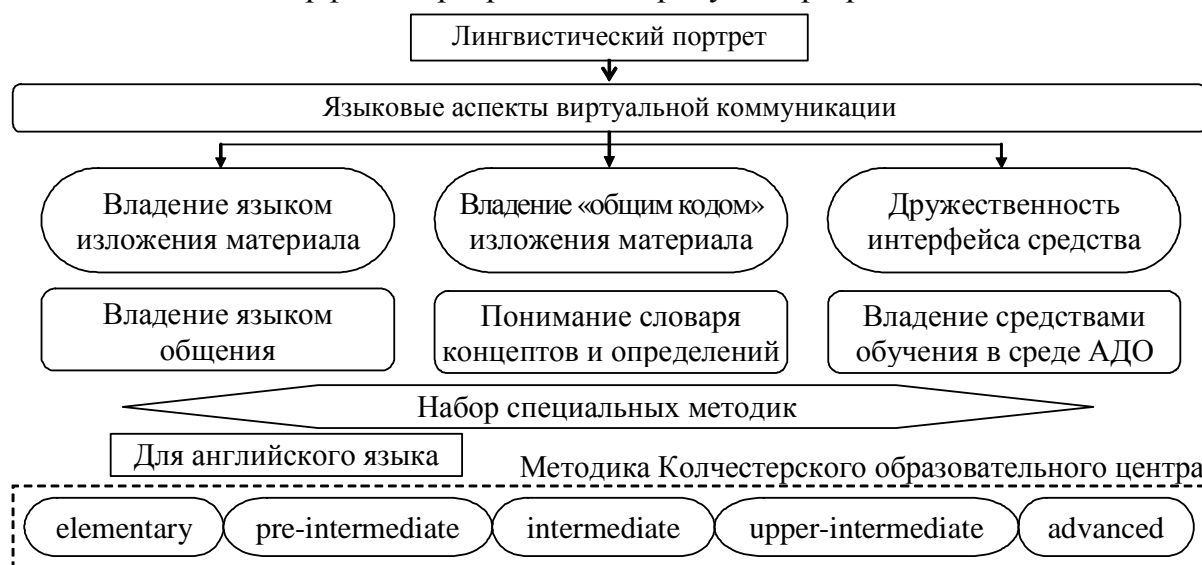 Лингвистический портрет
Языковые аспекты виртуальной коммуникации
Владение языком
изложения материала
Владение «общим кодом»
изложения материала
Дружественность
интерфейса средства
Владение языком
общения
Понимание словаря
концептов и определений
Владение средствами
обучения в среде АДО
Набор специальных методик
Для английского языка
Методика Колчестерского образовательного центра
elementary
pre-intermediate
intermediate
upper-intermediate
advanced